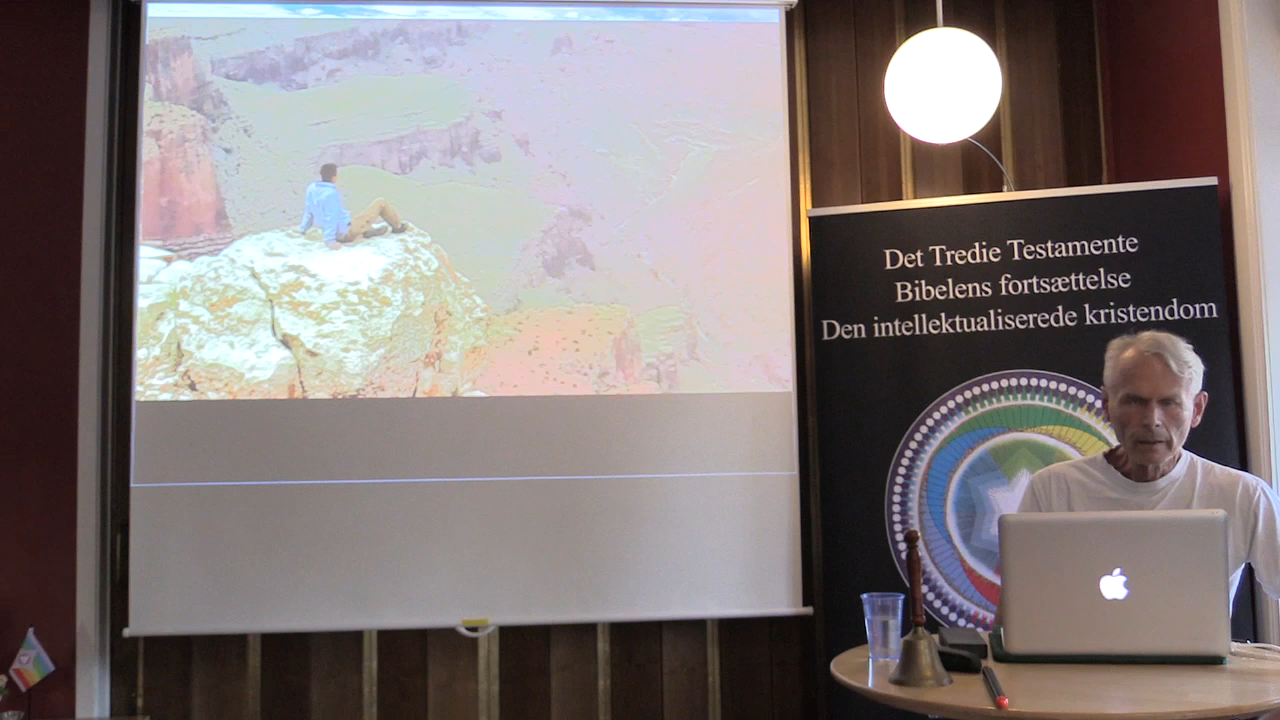 Det Tredie Testamente
Bibelens fortsættelse
Den intellektualiserede kristendom